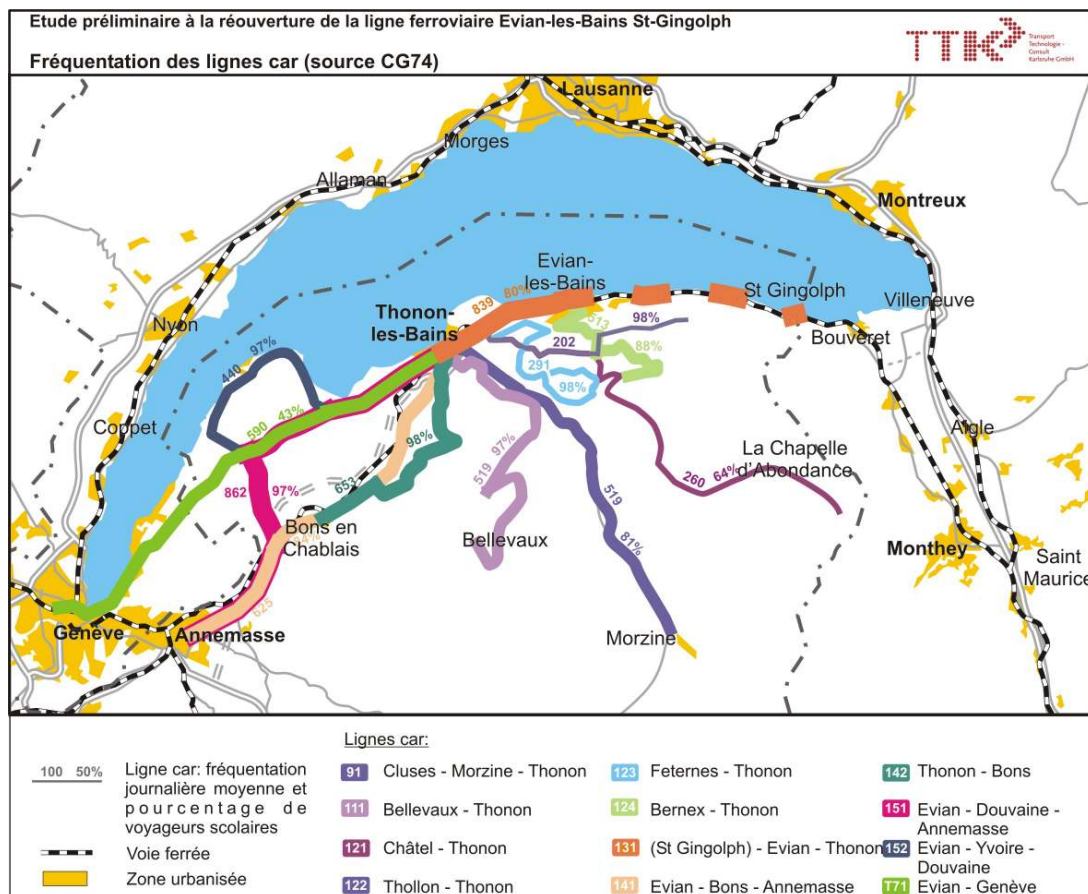 Etude préliminaire à la réouverture de la ligne ferroviaire Evian-les-Bains St-Gingolph
Fréquentation des lignes car (source CG74)
TTK
Transport
Technologie -
Consult
Karlsruhe GmbH
Lausanne
Morges
Allaman
Montreux
Evian-
les-Bains
St Gingolph
Villeneuve
839 80%
Thonon-
les-Bains
Nyon
513
98%
Bouveret
202
88%
440 97%
291
98%
Coppet
590 43%
Aigle
98%
La Chapelle
d'Abondance
519 97%
260 64%
653
862 97%
519
Bons en
Chablais
84%
Bellevaux
81%
Monthey
Saint
Maurice
625
Genève
Annemasse
Morzine
100 50%
Ligne car: fréquentation
journalière moyenne et
pourcentage de
voyageurs scolaires
Voie ferrée
Zone urbanisée
Lignes car:
91 Cluses - Morzine - Thonon
111 Bellevaux - Thonon
121 Châtel - Thonon
122 Thollon - Thonon
123 Feternes - Thonon
124 Bernex - Thonon
131 (St Gingolph) - Evian - Thonon
141 Evian - Bons - Annemasse
142 Thonon - Bons
151 Evian - Douvaine -
Annemasse
152 Evian - Yvoire -
Douvaine
T71 Evian - Genève